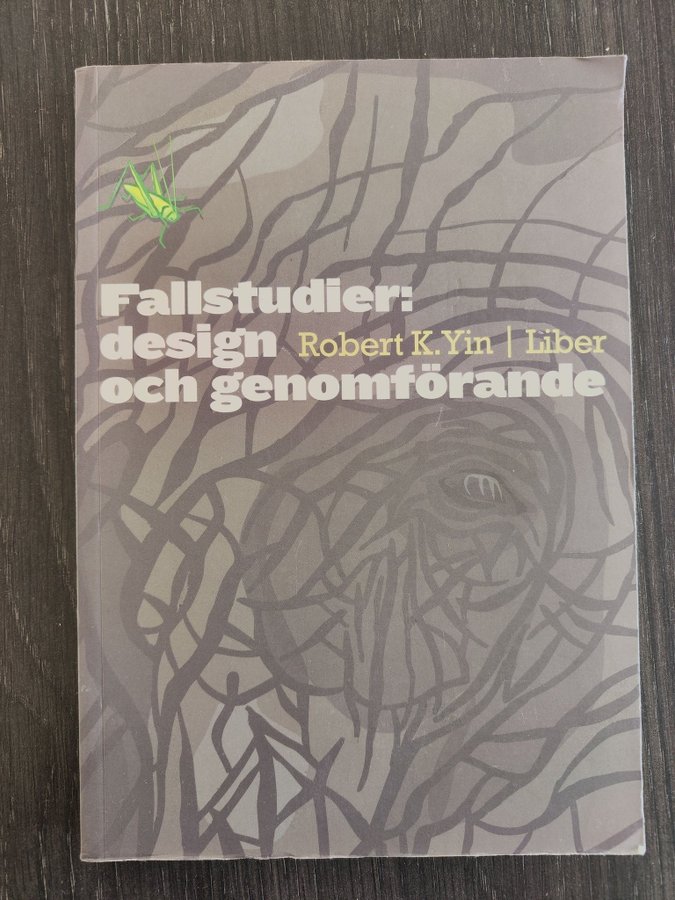 Fallstudier:
design Robert K. Yin | Liber
och genomförande